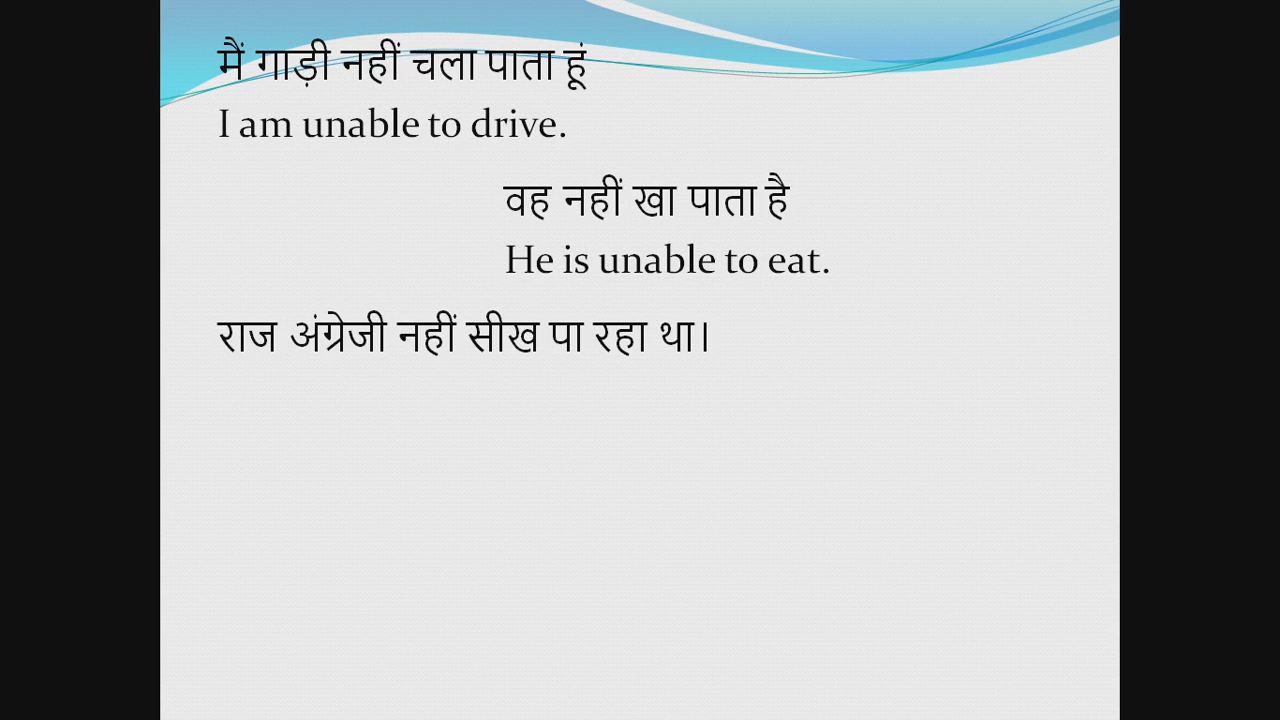 मैं गाड़ी नहीं चला पाता हूं
I am unable to drive.
वह नहीं खा पाता है
He is unable to eat.
राज अंग्रेजी नहीं सीख पा रहा था।